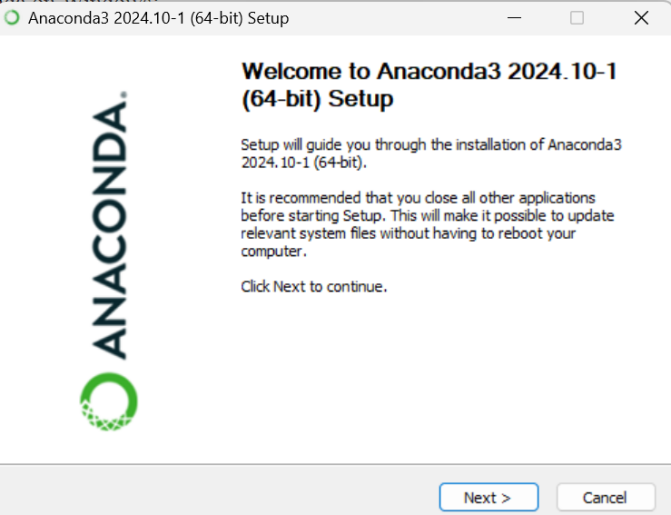 Anaconda3 2024.10-1 (64-bit) Setup
Welcome to Anaconda3 2024.10-1
(64-bit) Setup
Setup will guide you through the installation of Anaconda3
2024.10-1 (64-bit).
It is recommended that you close all other applications
before starting Setup. This will make it possible to update
relevant system files without having to reboot your
computer.
Click Next to continue.
ANACONDA.
Next >
Cancel